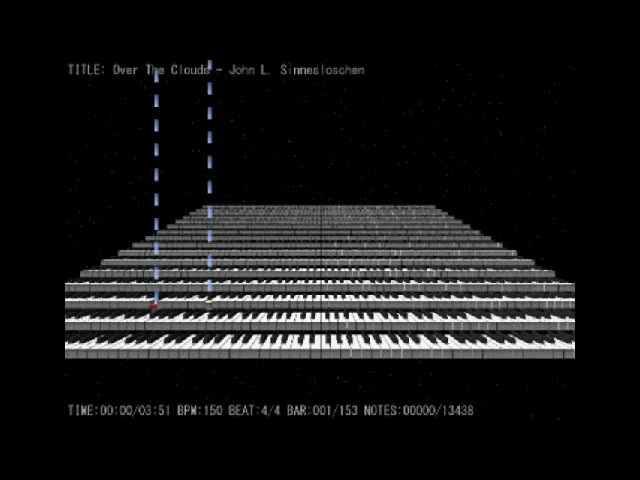 TITLE: Over The Clouds - John L. Sinnesloschen
TIME:00:00/03:51 BPM:150 BEAT:4/4 BAR:001/153 NOTES:00000/13438